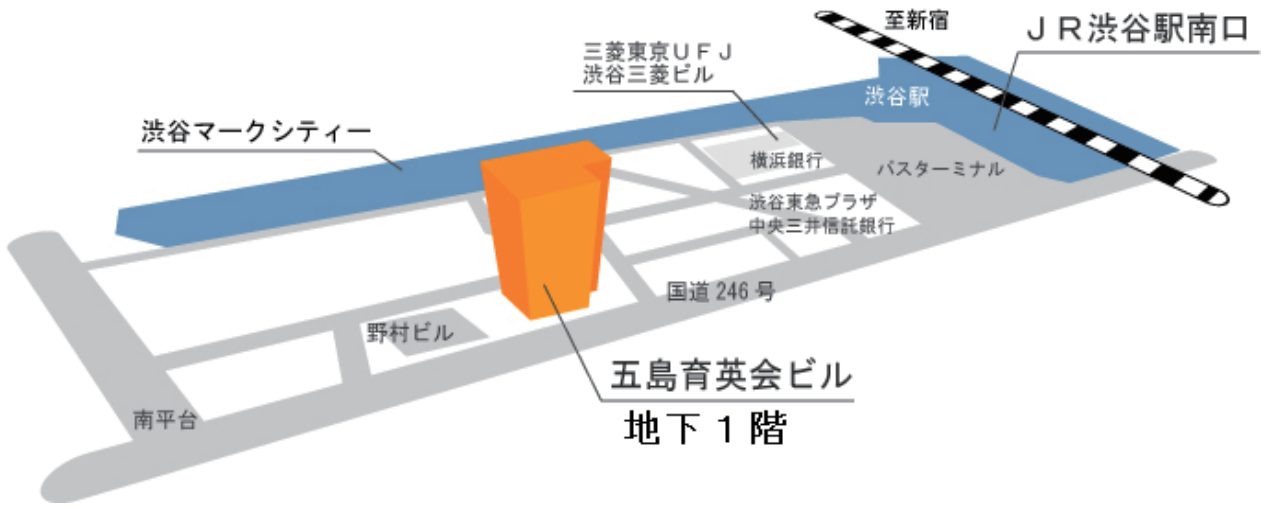 至新宿
ＪＲ渋谷駅南口
三菱東京ＵＦＪ
渋谷三菱ビル
渋谷駅
渋谷マークシティー
横浜銀行
バスターミナル
渋谷東急プラザ
中央三井信託銀行
国道 246 号
野村ビル
五島育英会ビル
地下１階
南平台